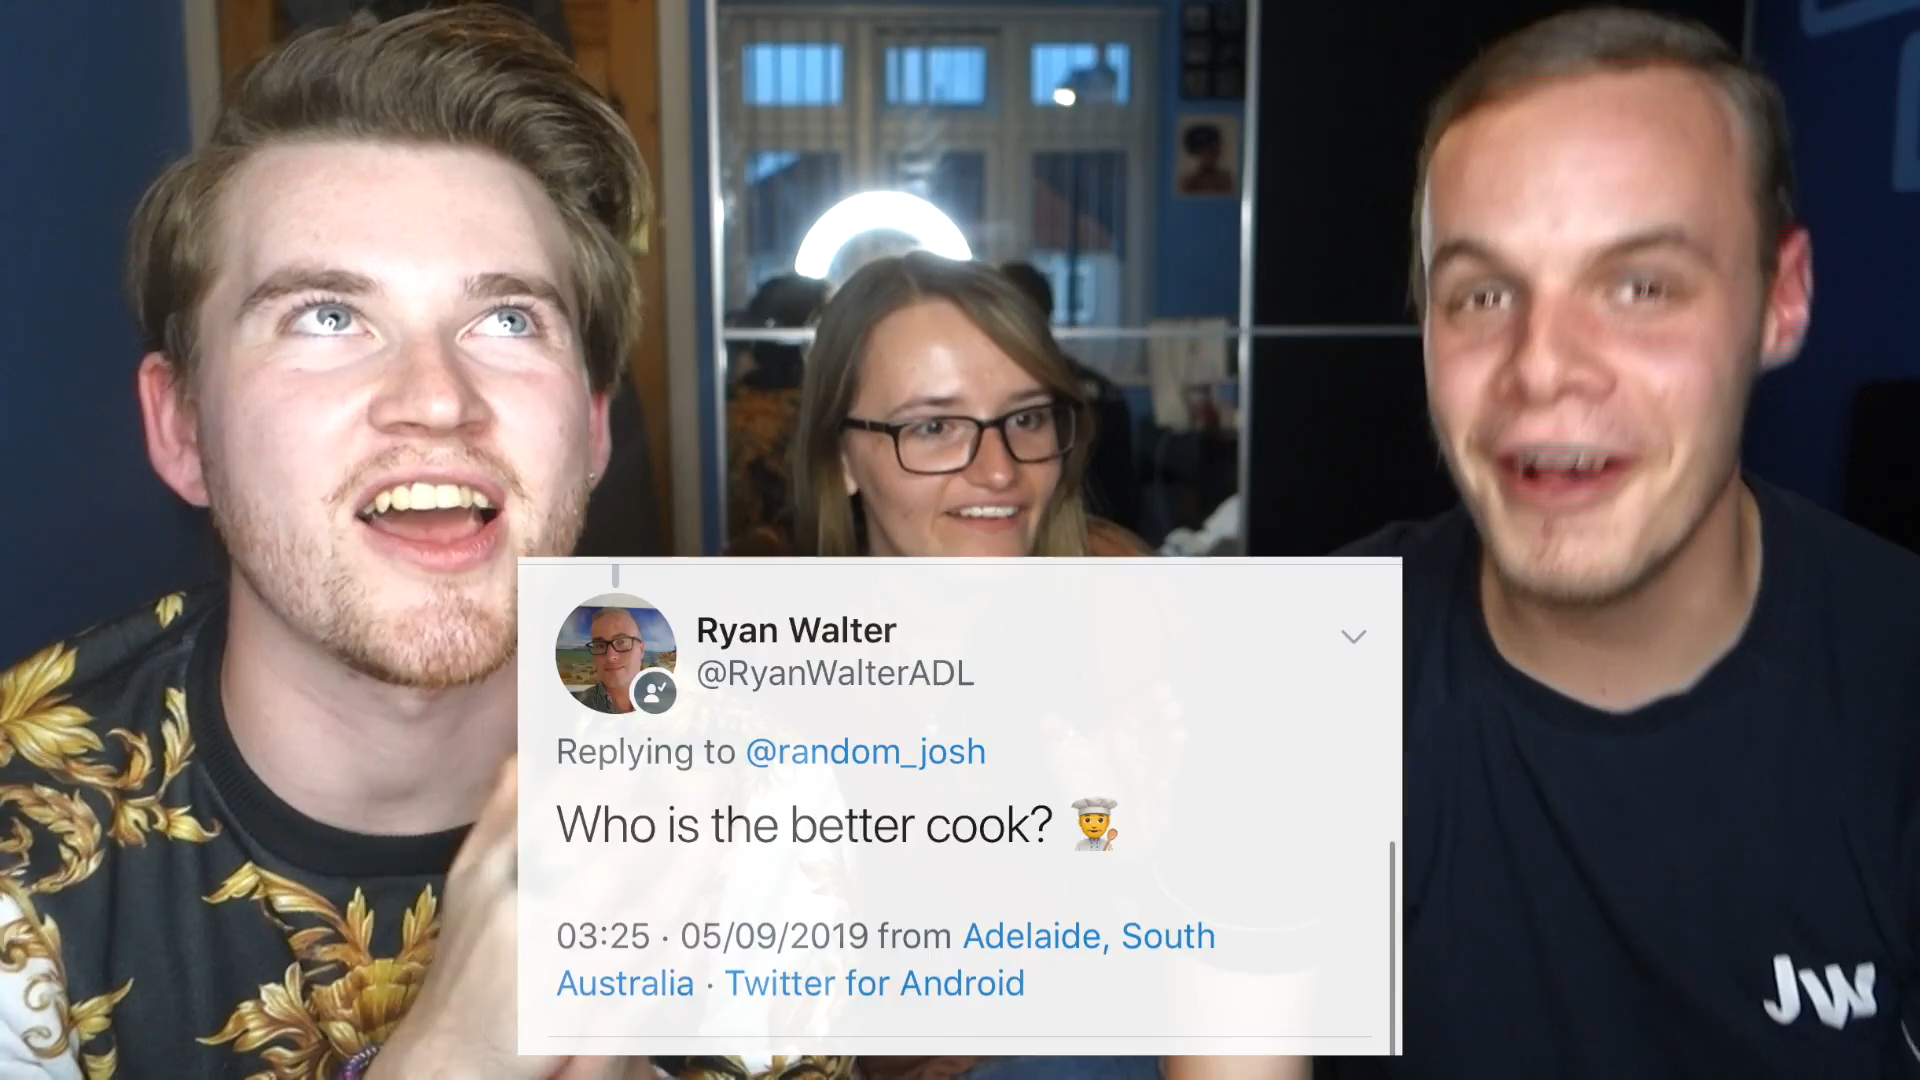 Ryan Walter
@RyanWalterADL
Replying to @random_josh
Who is the better cook? 👨‍🍳
03:25 · 05/09/2019 from Adelaide, South
Australia · Twitter for Android
JW